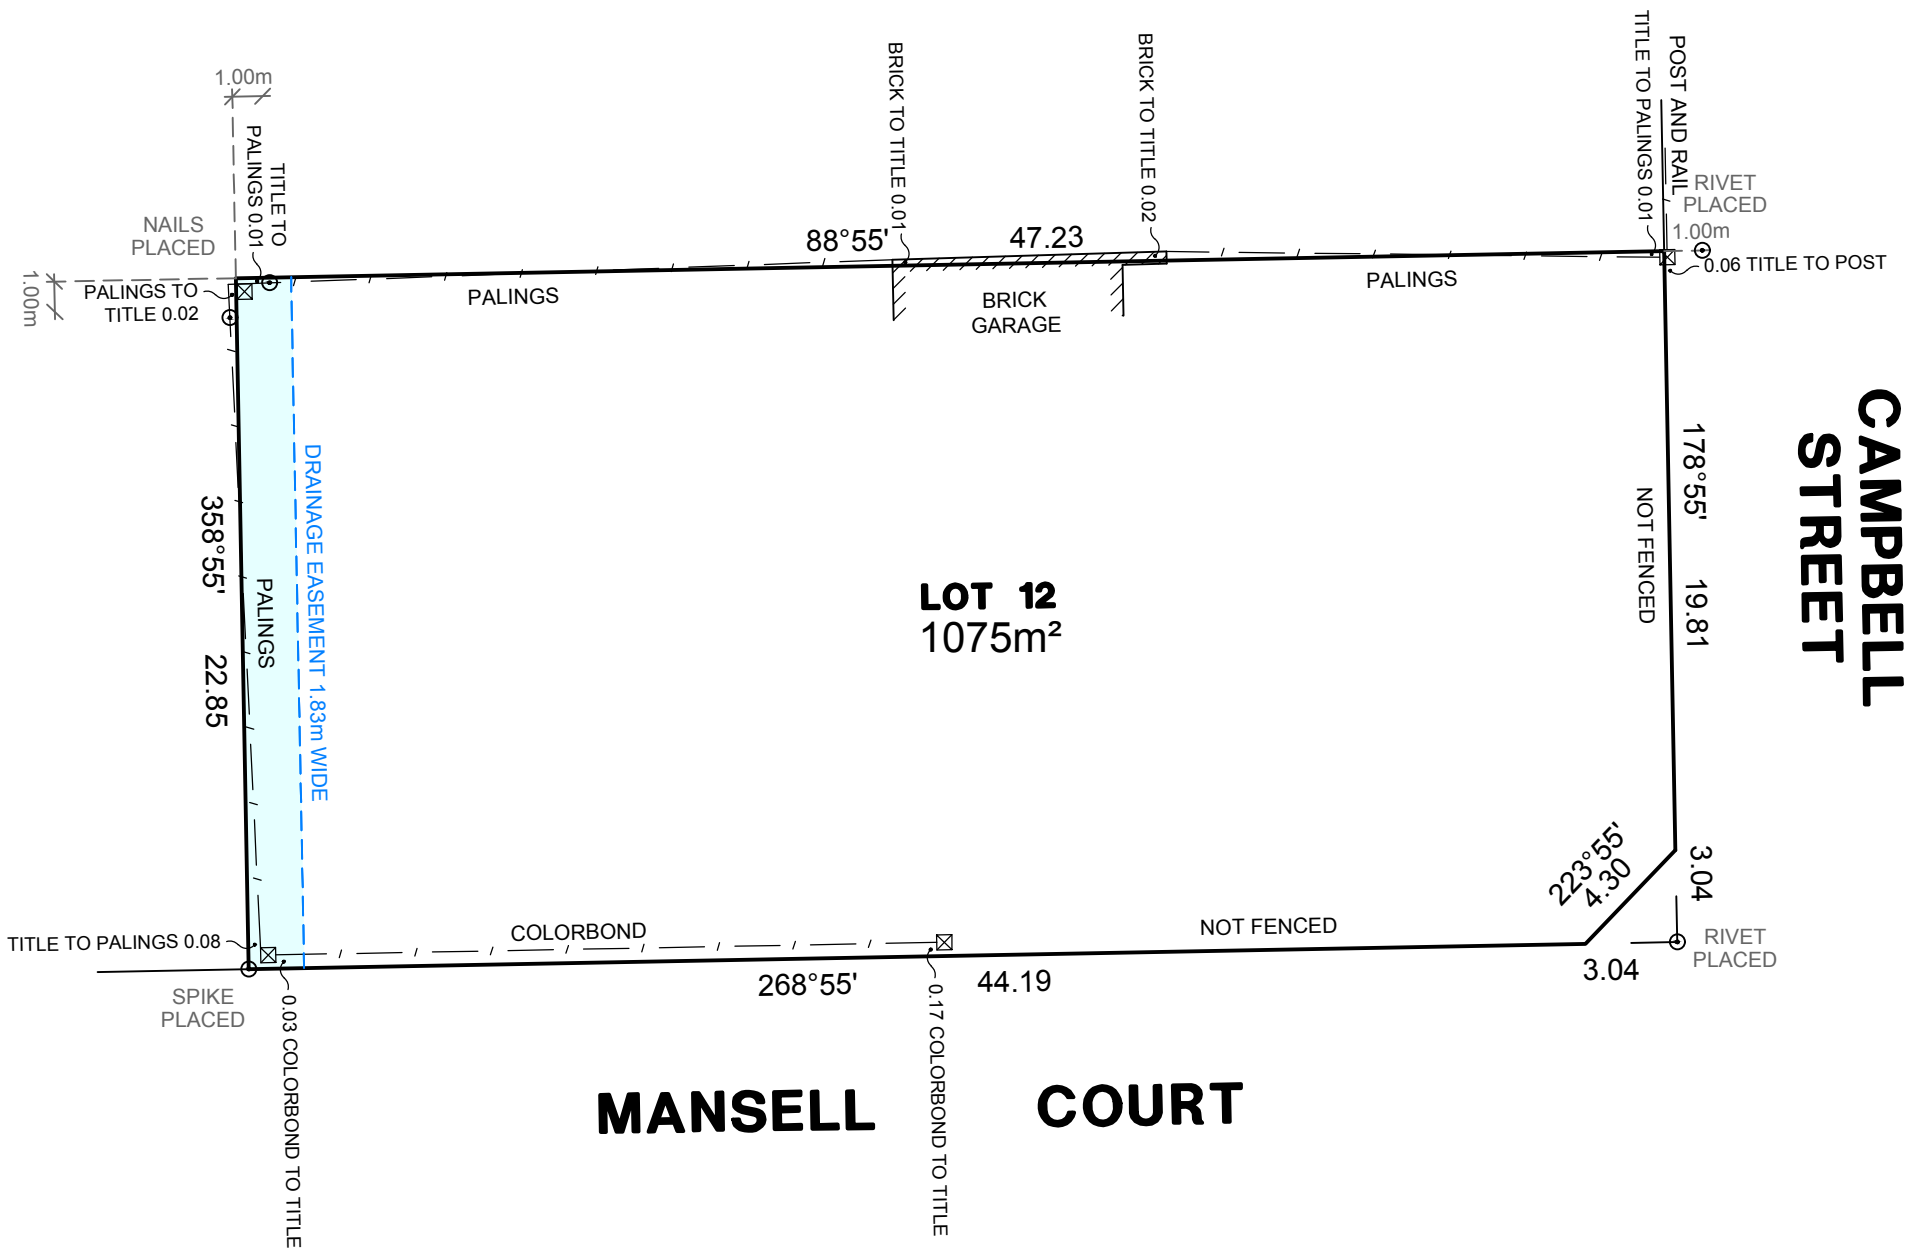 1.00m
TITLE TO
PALINGS 0.01
NAILS
PLACED
1.00m
PALINGS TO
TITLE 0.02
88°55'
47.23
BRICK TO TITLE 0.01
BRICK TO TITLE 0.02
TITLE TO PALINGS 0.01
POST AND RAIL
RIVET
PLACED
1.00m
0.06 TITLE TO POST
PALINGS
BRICK
GARAGE
PALINGS
CAMPBELL
STREET
178°55'
19.81
NOT FENCED
358°55'
22.85
PALINGS
DRAINAGE EASEMENT 1.83m WIDE
LOT 12
1075m²
223°55'
4.30
3.04
RIVET
PLACED
3.04
NOT FENCED
COLORBOND
TITLE TO PALINGS 0.08
SPIKE
PLACED
268°55'
44.19
0.03 COLORBOND TO TITLE
0.17 COLORBOND TO TITLE
MANSELL COURT